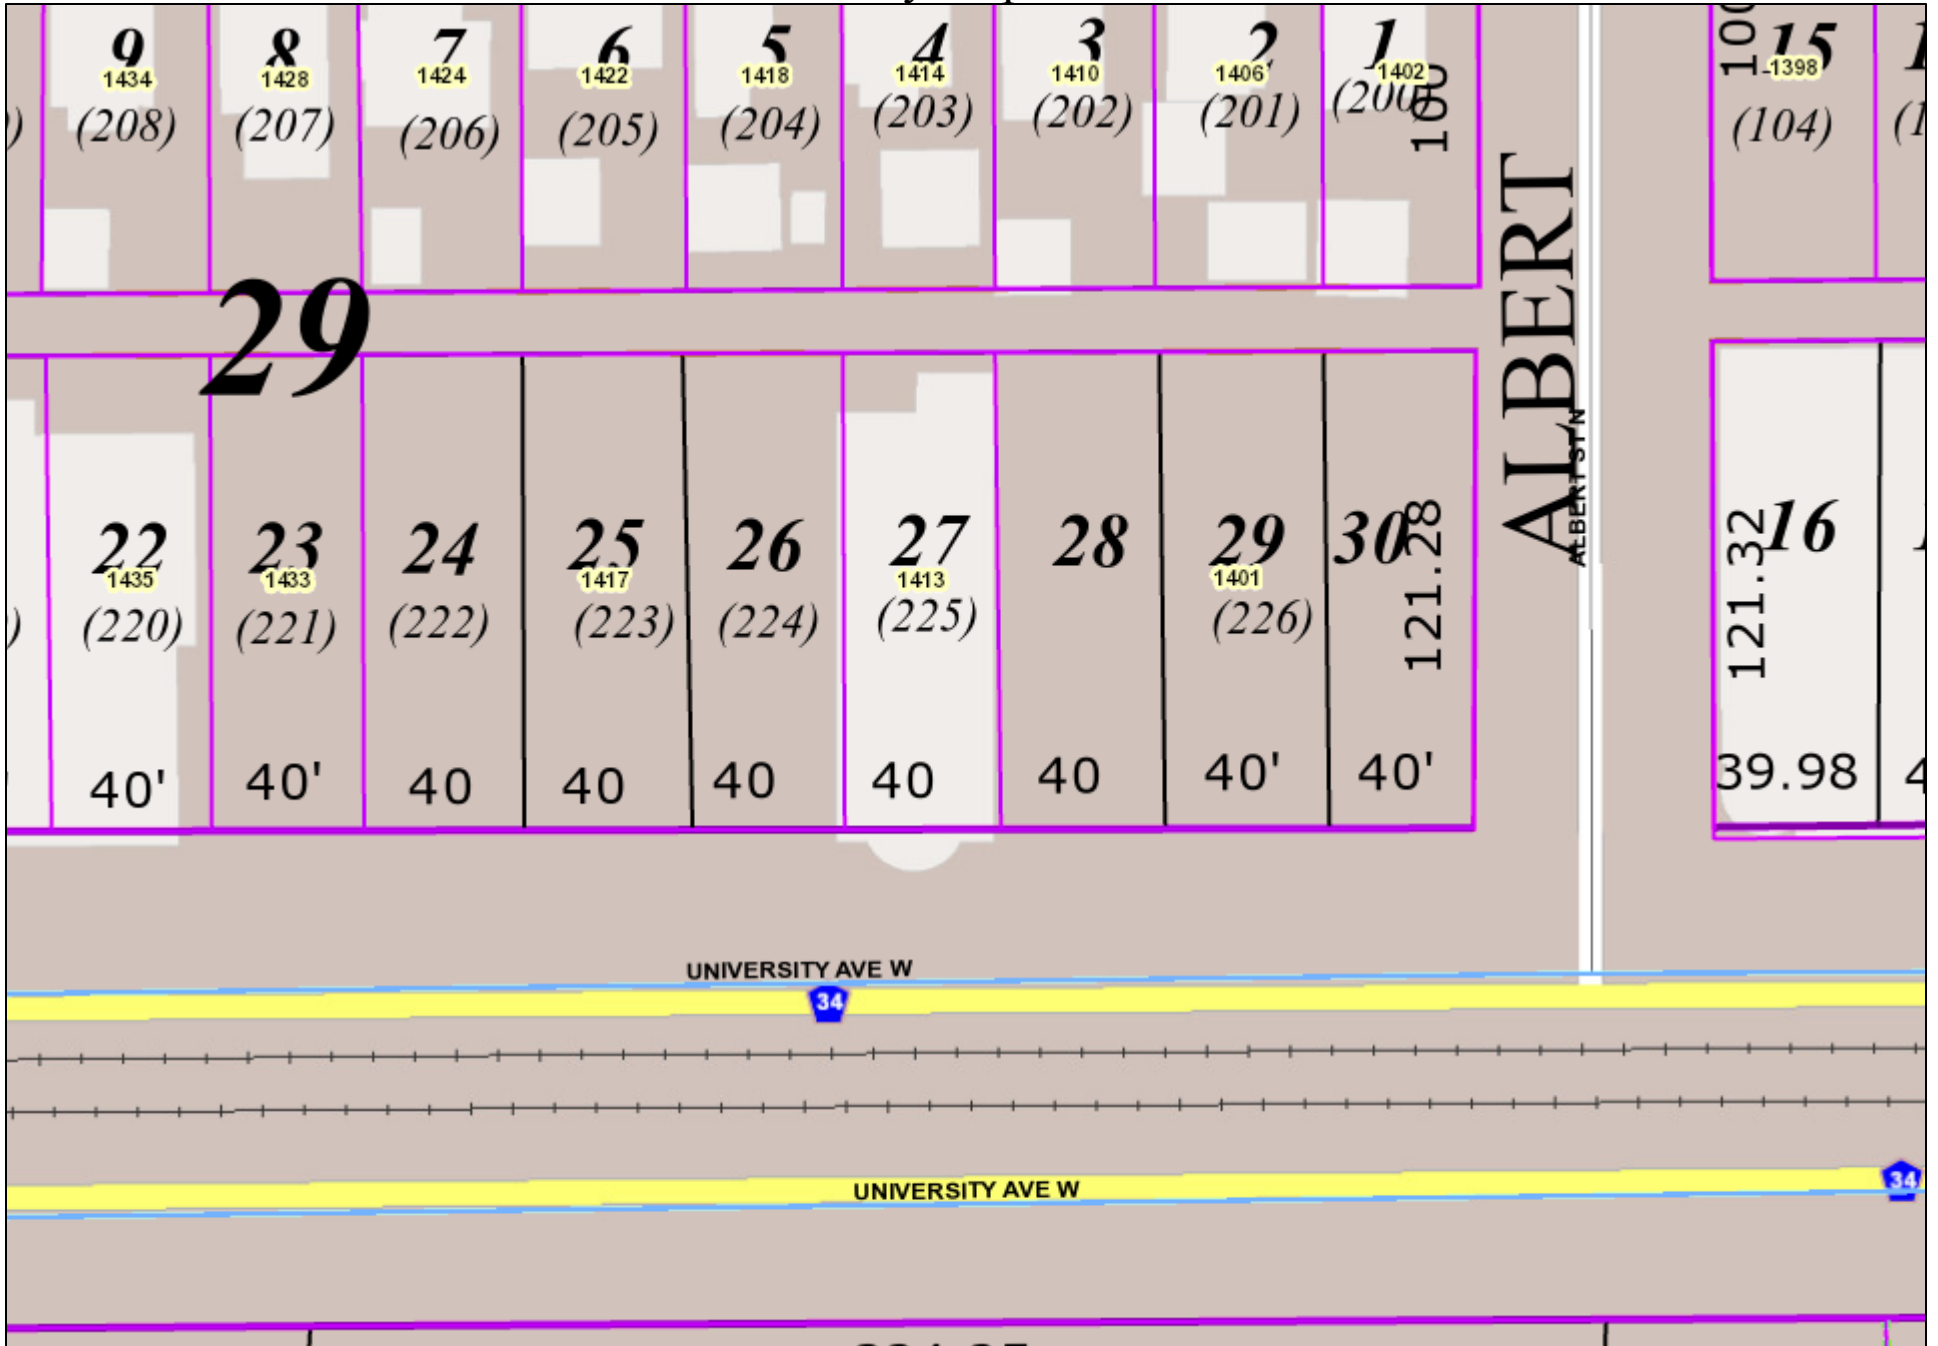 9 8 7 6 5 4 3 2 1 15
1434 1428 1424 1422 1418 1414 1410 1406 1402 1398
(208) (207) (206) (205) (204) (203) (202) (201) (200) (104)
100
29
ALBERT
ALBERT ST N
22 23 24 25 26 27 28 29 30 16
1435 1433 1417 1413 1401
(220) (221) (222) (223) (224) (225) (226)
121.28 121.32
40' 40' 40 40 40 40 40 40' 40' 39.98
UNIVERSITY AVE W
34
34
UNIVERSITY AVE W